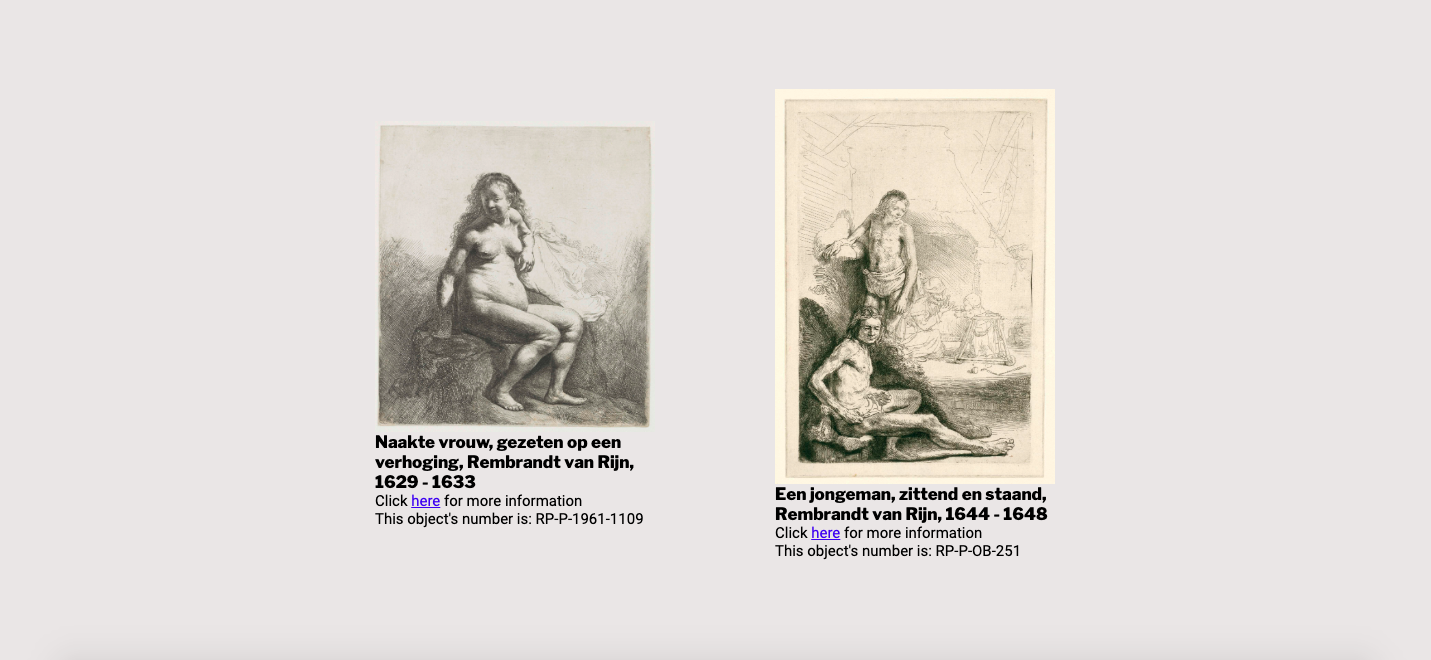 Naakte vrouw, gezeten op een
verhoging, Rembrandt van Rijn,
1629 - 1633
Click here for more information
This object's number is: RP-P-1961-1109
Een jongeman, zittend en staand,
Rembrandt van Rijn, 1644 - 1648
Click here for more information
This object's number is: RP-P-OB-251